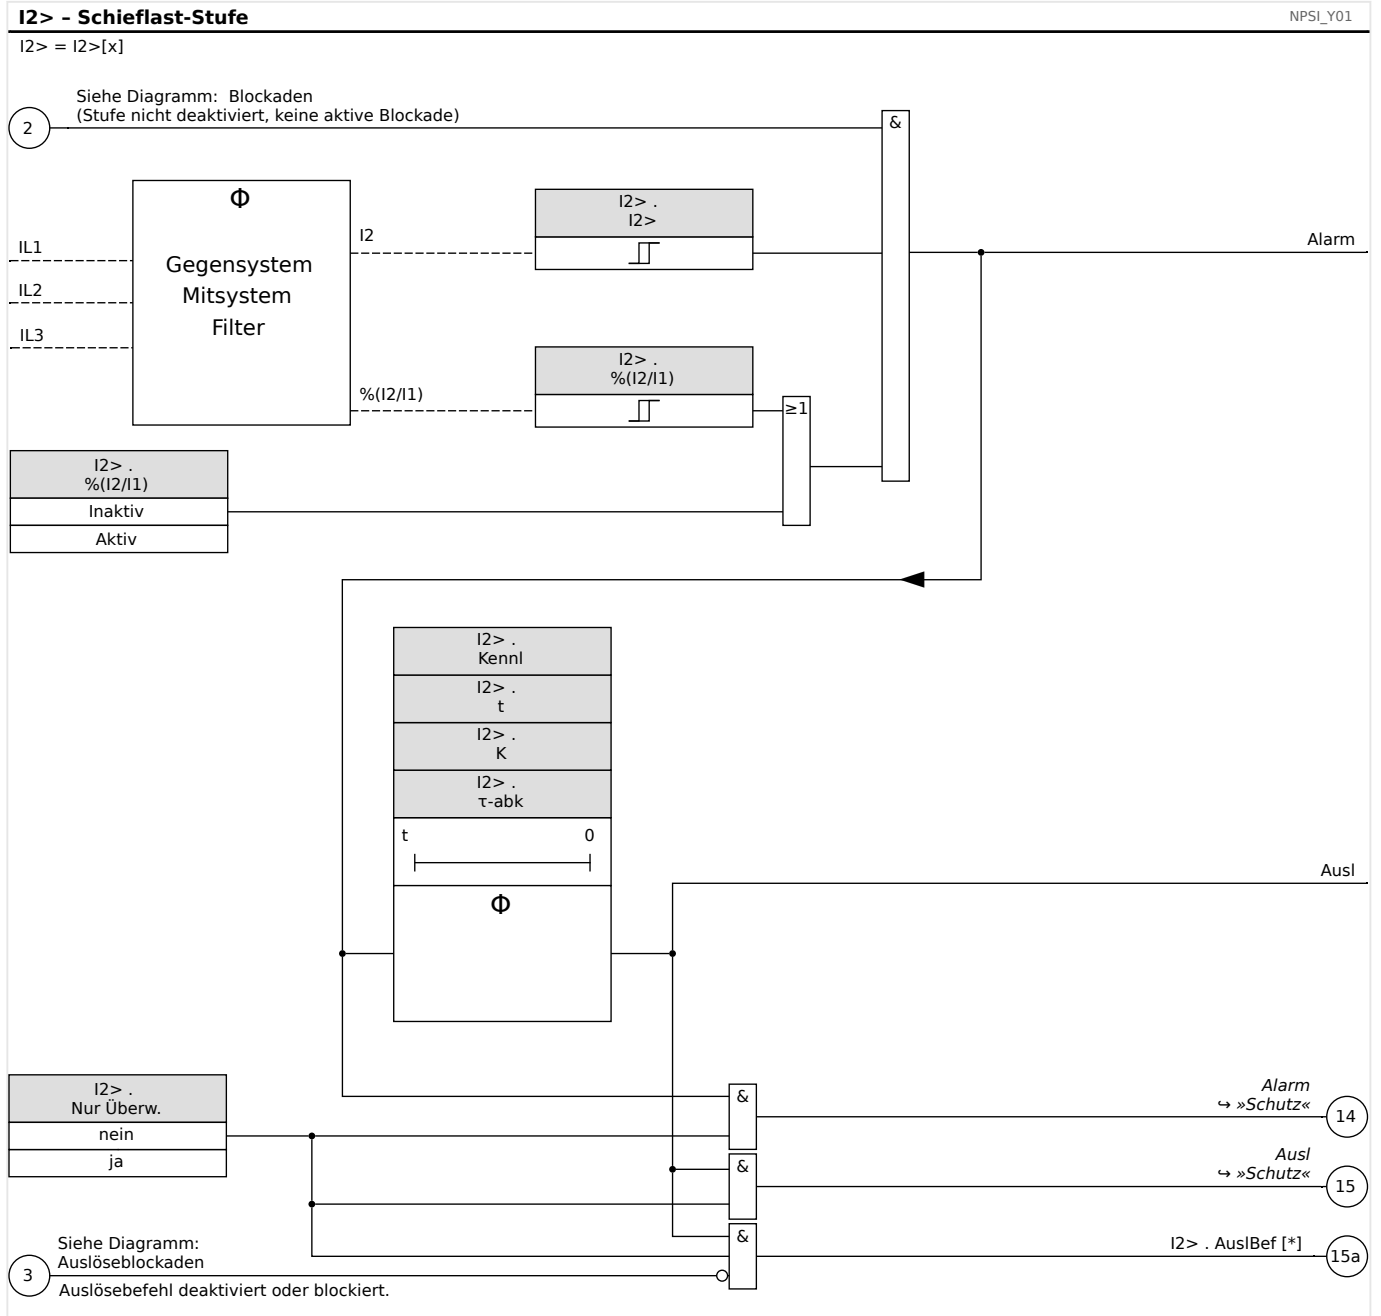 I2> – Schieflast-Stufe
NPSI_Y01
I2> = I2>[x]
Siehe Diagramm: Blockaden
(Stufe nicht deaktiviert, keine aktive Blockade)
2
&
Φ
Gegensystem
Mitsystem
Filter
IL1
IL2
IL3
I2
I2> .
I2>
Alarm
%(I2/I1)
I2> .
%(I2/I1)
≥1
I2> .
%(I2/I1)
Inaktiv
Aktiv
I2> .
Kennl
I2> .
t
I2> .
K
I2> .
τ-abk
t 0
Φ
Ausl
I2> .
Nur Überw.
nein
ja
&
Alarm
↪ »Schutz«
14
&
Ausl
↪ »Schutz«
15
&
I2> . AuslBef [*]
15a
Siehe Diagramm:
Auslöseblockaden
3
Auslösebefehl deaktiviert oder blockiert.